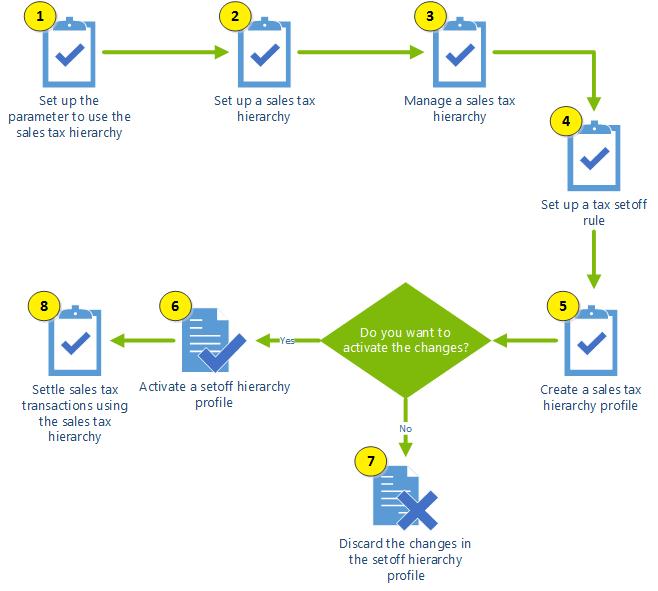 1
Set up the
parameter to use the
sales tax hierarchy
2
Set up a sales tax
hierarchy
3
Manage a sales tax
hierarchy
4
Set up a tax setoff
rule
5
Create a sales tax
hierarchy profile
Do you want to
activate the changes?
Yes
6
Activate a setoff hierarchy
profile
8
Settle sales tax
transactions using
the sales tax
hierarchy
No
7
Discard the changes in
the setoff hierarchy
profile